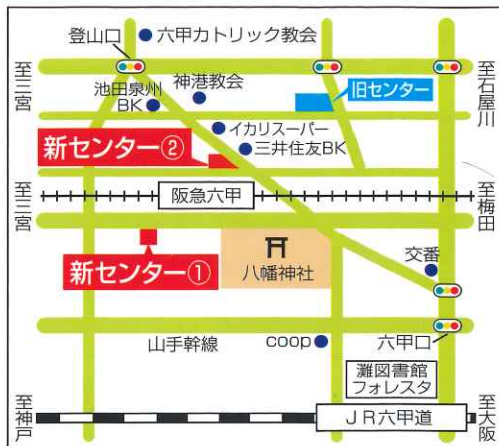 登山口
六甲カトリック教会
至三宮
至石屋川
池田泉州
BK
神港教会
旧センター
イカリスーパー
新センター②
三井住友BK
至三宮
阪急六甲
至梅田
新センター①
八幡神社
交番
山手幹線
coop
六甲口
灘図書館
フォレスタ
至神戸
JR六甲道
至大阪